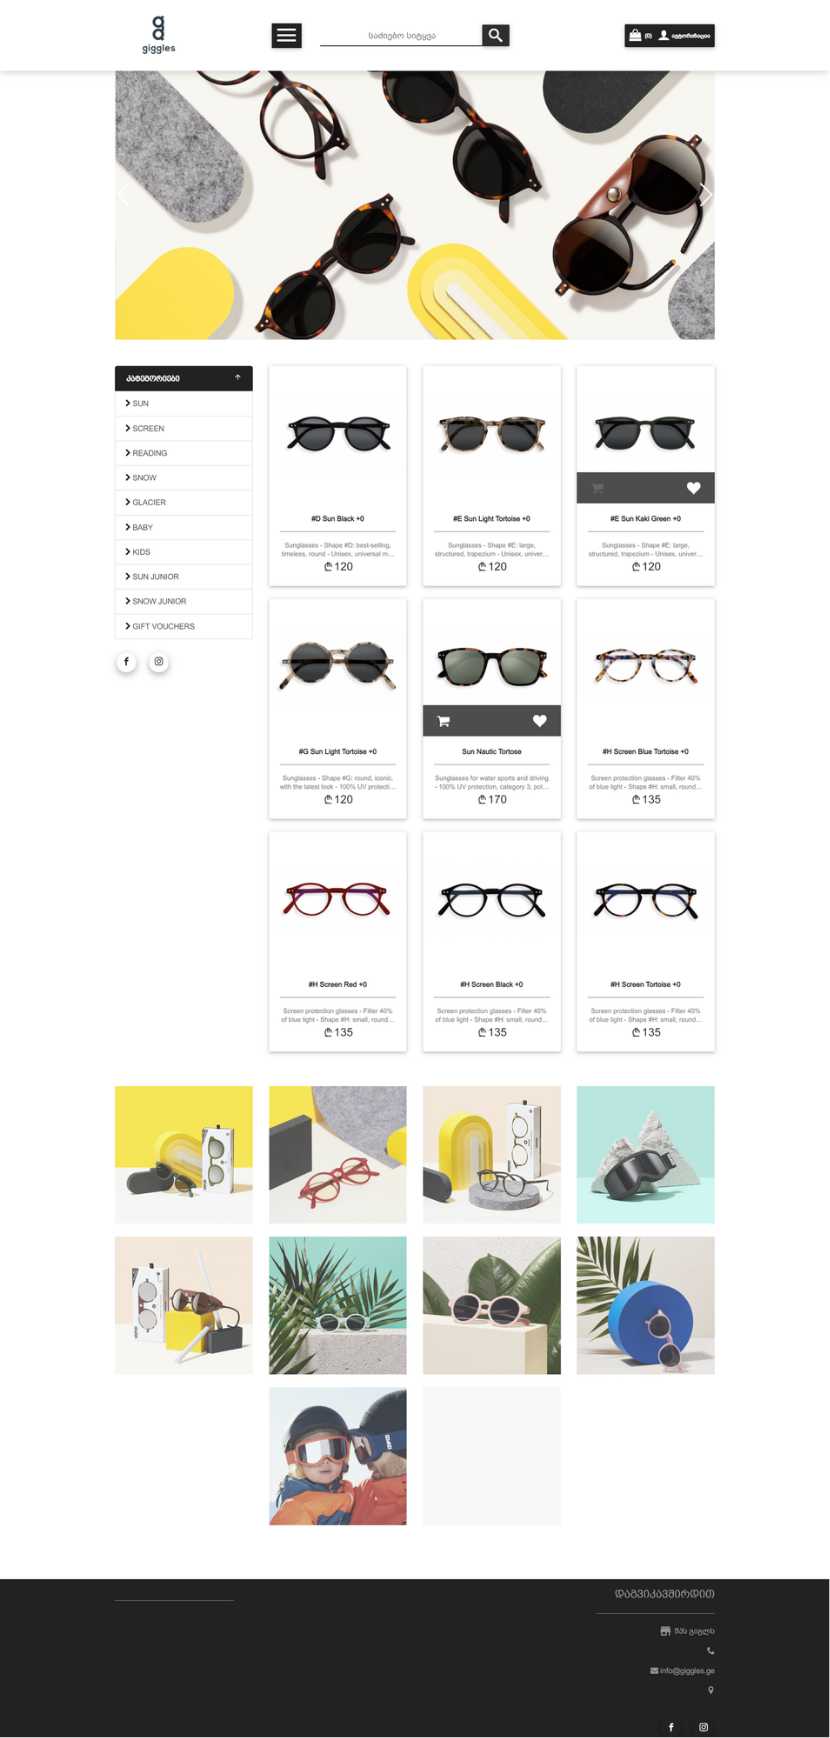 giggles
საძიებო სიტყვა
(0) ავტორიზაცია
კატეგორიები
SUN
SCREEN
READING
SNOW
GLACIER
BABY
KIDS
SUN JUNIOR
SNOW JUNIOR
GIFT VOUCHERS
#D Sun Black +0
Sunglasses - Shape #D: best-selling,
timeless, round - Unisex, universal m...
₾ 120
#E Sun Light Tortoise +0
Sunglasses - Shape #E: large,
structured, trapezium - Unisex, univer...
₾ 120
#E Sun Kaki Green +0
Sunglasses - Shape #E: large,
structured, trapezium - Unisex, univer...
₾ 120
#G Sun Light Tortoise +0
Sunglasses - Shape #G: round, iconic,
with the latest look - 100% UV protecti...
₾ 120
Sun Nautic Tortose
Sunglasses for water sports and driving
- 100% UV protection, category 3, pol...
₾ 170
#H Screen Blue Tortoise +0
Screen protection glasses - Filter 40%
of blue light - Shape #H: small, round...
₾ 135
#H Screen Red +0
Screen protection glasses - Filter 40%
of blue light - Shape #H: small, round...
₾ 135
#H Screen Black +0
Screen protection glasses - Filter 40%
of blue light - Shape #H: small, round...
₾ 135
#H Screen Tortoise +0
Screen protection glasses - Filter 40%
of blue light - Shape #H: small, round...
₾ 135
დაგვიკავშირდით
შპს გიგლს
info@giggles.ge